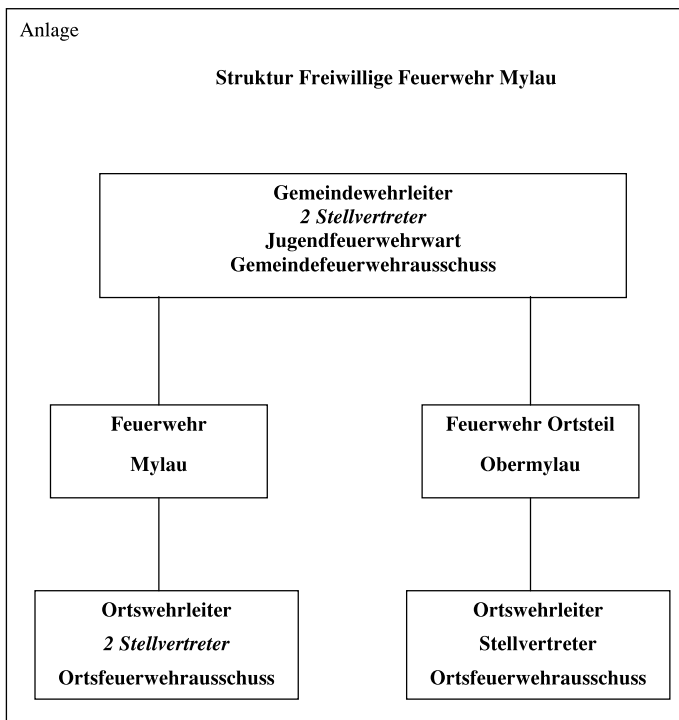 Anlage
Struktur Freiwillige Feuerwehr Mylau
Gemeindewehrleiter
2 Stellvertreter
Jugendfeuerwehrwart
Gemeindefeuerwehrausschuss
Feuerwehr
Mylau
Feuerwehr Ortsteil
Obermylau
Ortswehrleiter
2 Stellvertreter
Ortsfeuerwehrausschuss
Ortswehrleiter
Stellvertreter
Ortsfeuerwehrausschuss